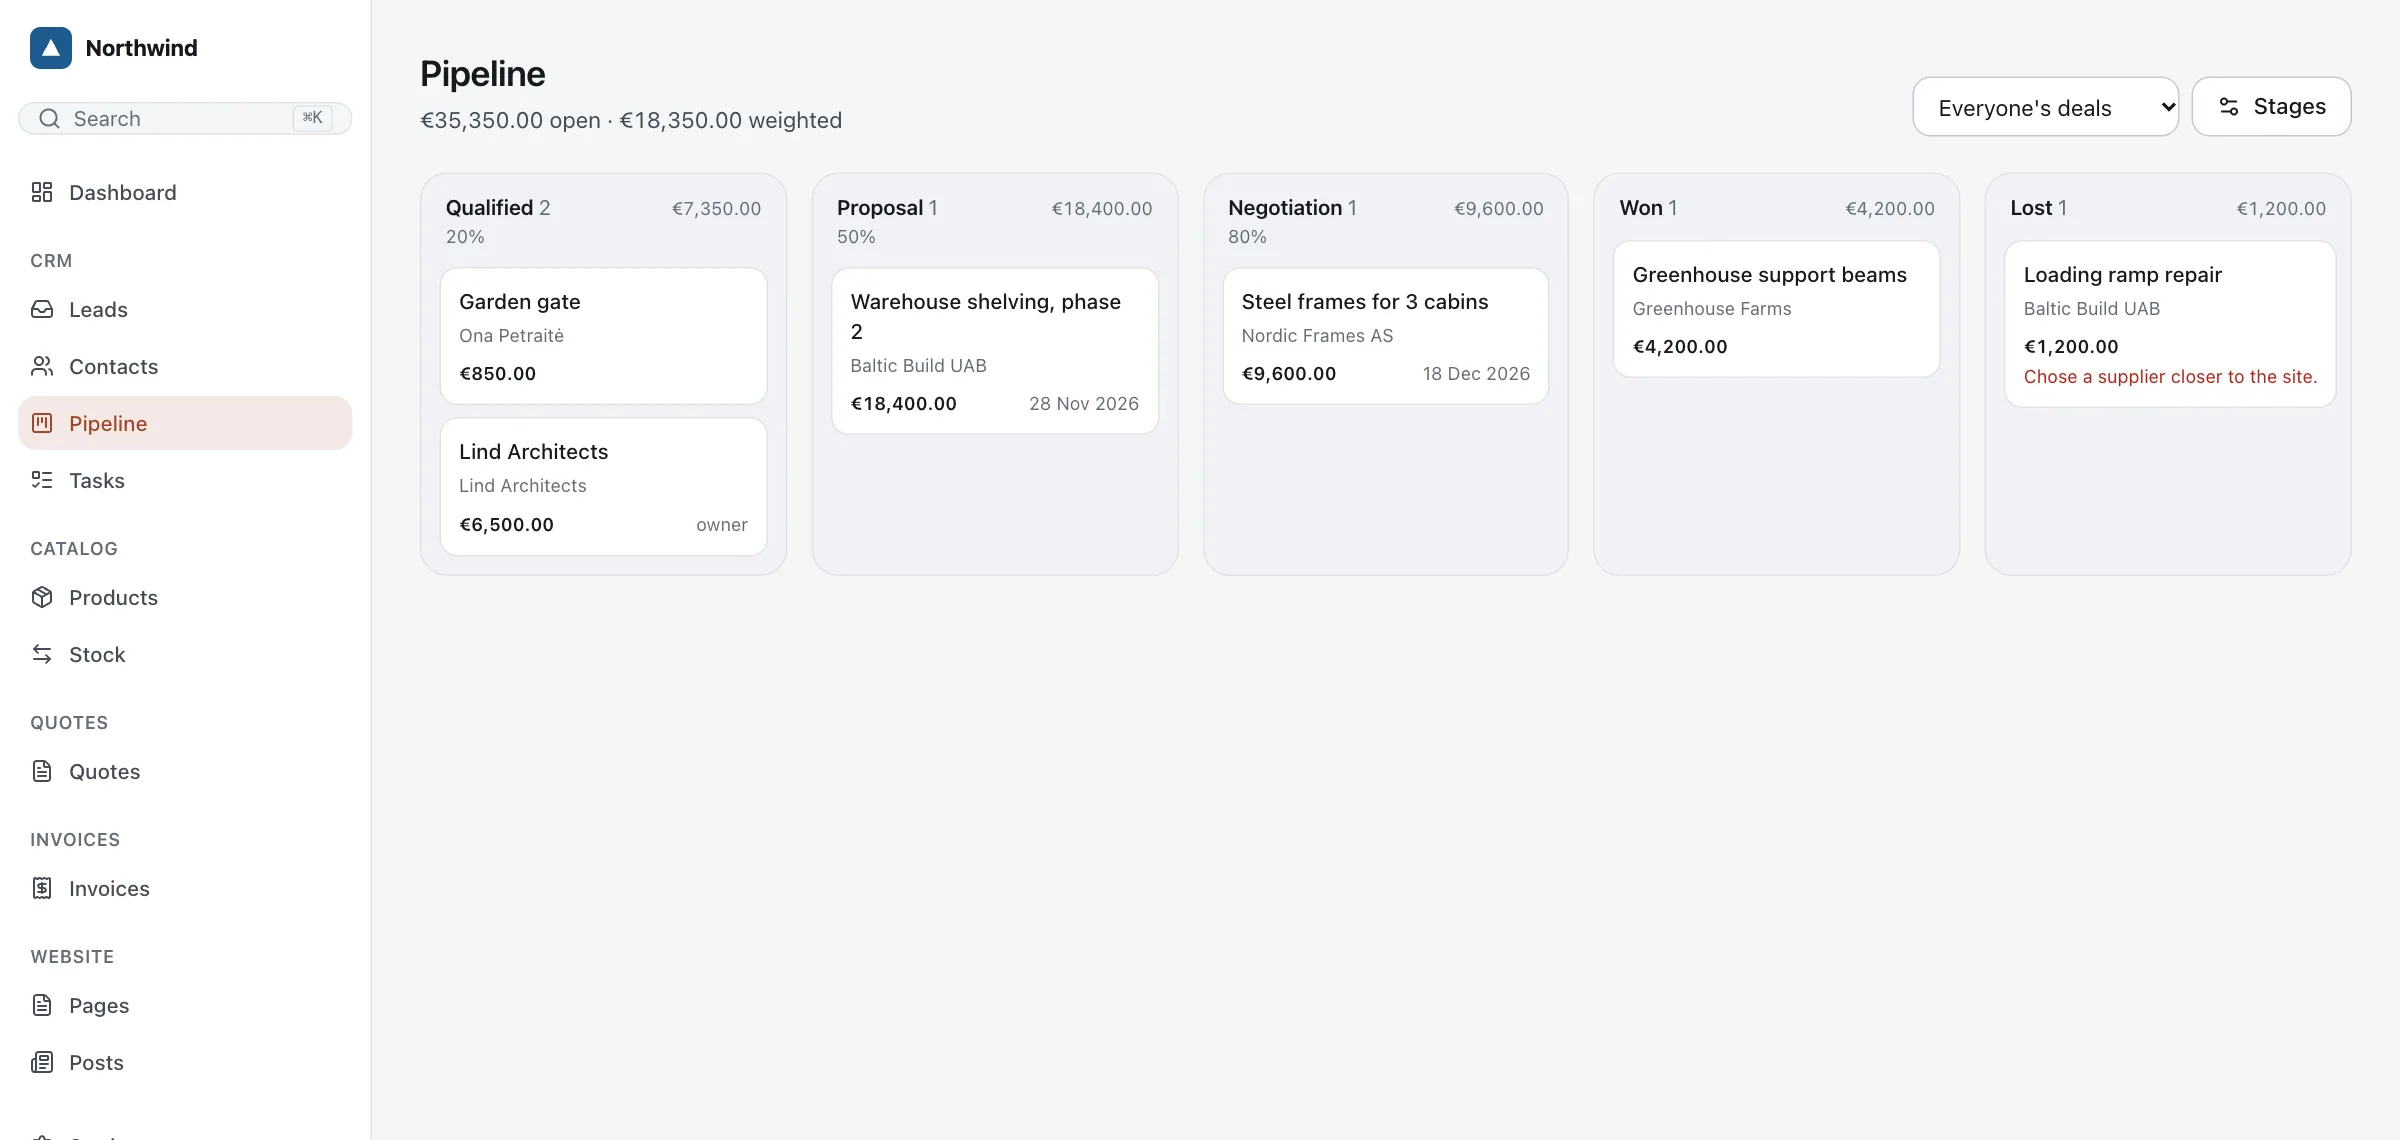 Northwind
Search ⌘K
Dashboard
CRM
Leads
Contacts
Pipeline
Tasks
CATALOG
Products
Stock
QUOTES
Quotes
INVOICES
Invoices
WEBSITE
Pages
Posts
Pipeline
€35,350.00 open · €18,350.00 weighted
Everyone's deals
Stages
Qualified 2 €7,350.00
20%
Garden gate
Ona Petraitė
€850.00
Lind Architects
Lind Architects
€6,500.00 owner
Proposal 1 €18,400.00
50%
Warehouse shelving, phase
2
Baltic Build UAB
€18,400.00 28 Nov 2026
Negotiation 1 €9,600.00
80%
Steel frames for 3 cabins
Nordic Frames AS
€9,600.00 18 Dec 2026
Won 1 €4,200.00
Greenhouse support beams
Greenhouse Farms
€4,200.00
Lost 1 €1,200.00
Loading ramp repair
Baltic Build UAB
€1,200.00
Chose a supplier closer to the site.